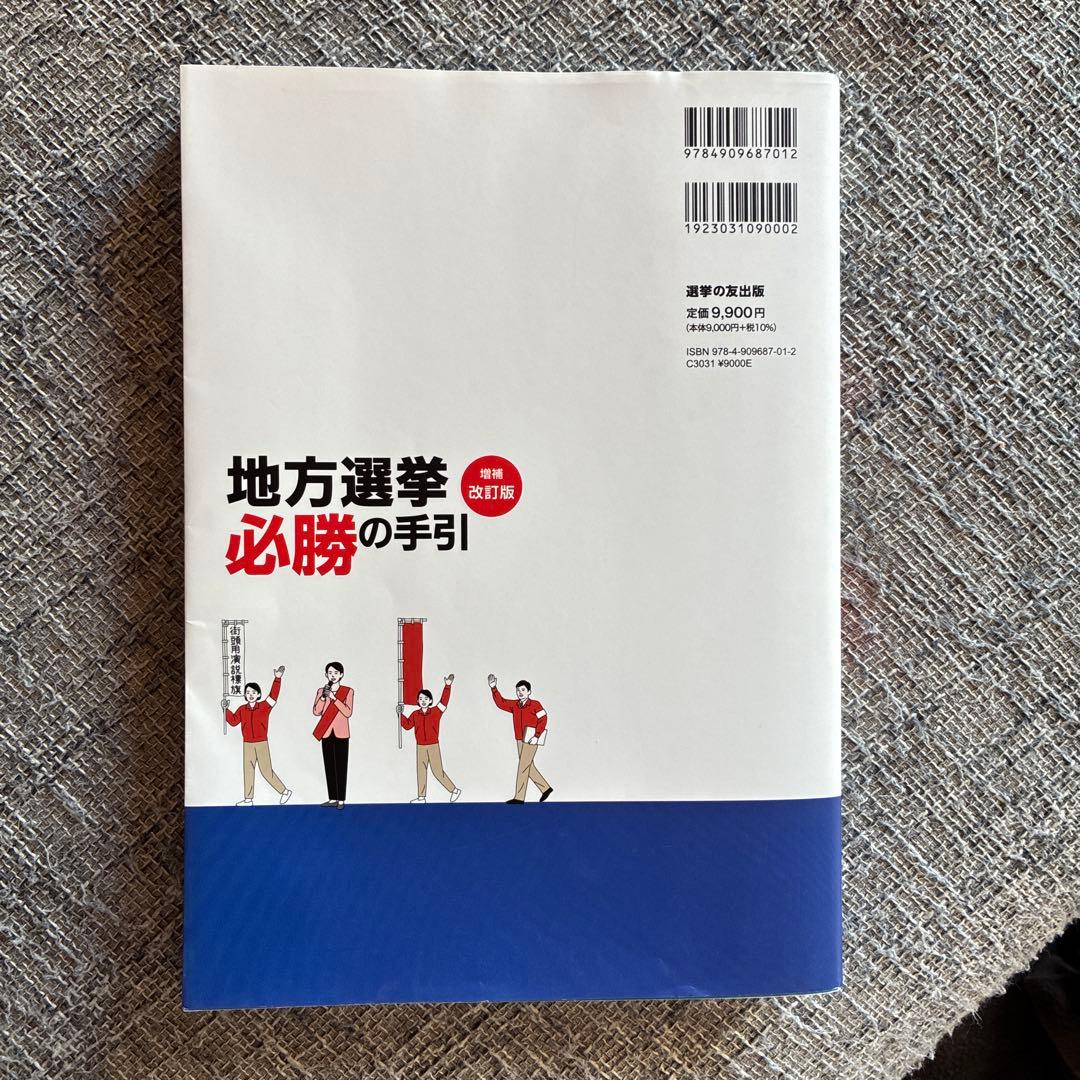 9784909687012
1923031090002
選挙の友出版
定価9,900円
(本体9,000円+税10%)
ISBN 978-4-909687-01-2
C3031 ¥9000E
地方選挙
必勝の手引
増補
改訂版
街頭用演説標旗